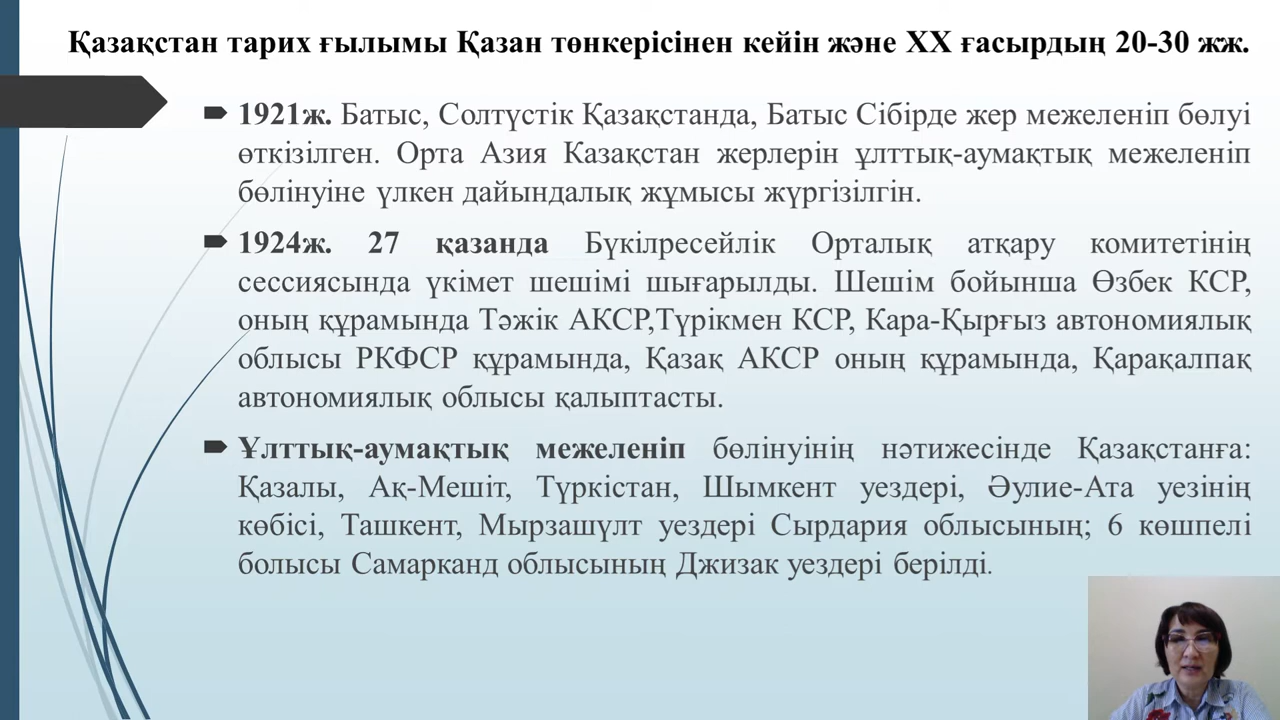 Қазақстан тарих ғылымы Қазан төнкерісінен кейін және XX ғасырдың 20-30 жж.
1921ж. Батыс, Солтүстік Қазақстанда, Батыс Сібірде жер межеленіп бөлуі
өткізілген. Орта Азия Казақстан жерлерін ұлттық-аумақтық межеленіп
бөлінуіне үлкен дайындалық жұмысы жүргізілгін.
1924ж. 27 қазанда Бүкілресейлік Орталық атқару комитетінің
сессиясында үкімет шешімі шығарылды. Шешім бойынша Өзбек КСР,
оның құрамында Тәжік АКСР,Түрікмен КСР, Кара-Қырғыз автономиялық
облысы РКФСР құрамында, Қазақ АКСР оның құрамында, Қарақалпақ
автономиялық облысы қалыптасты.
Ұлттық-аумақтық межеленіп бөлінуінің нәтижесінде Қазақстанға:
Қазалы, Ақ-Мешіт, Түркістан, Шымкент уездері, Әулие-Ата уезінің
көбісі, Ташкент, Мырзашүлт уездері Сырдария облысының; 6 көшпелі
болысы Самарканд облысының Джизак уездері берілді.